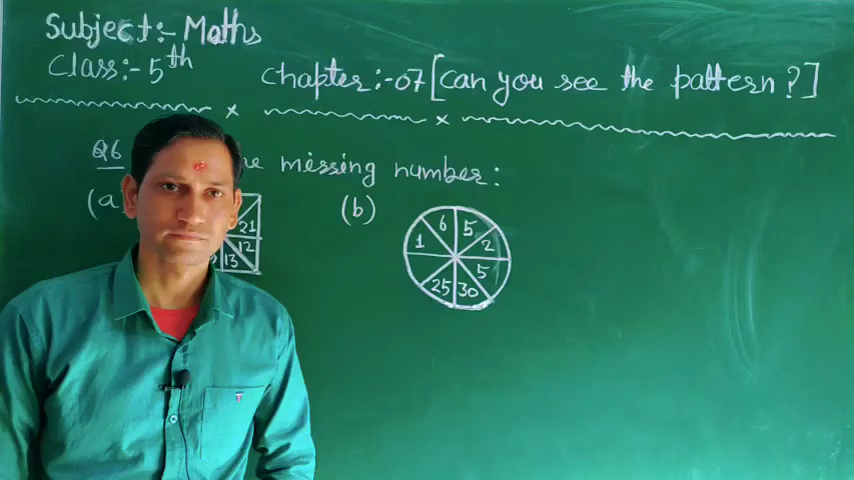 Subject:- Maths
Class:- 5th
Chapter:-07 [Can you see the pattern ?]
x x
Q6 missing number:
(a)
21
12
13
(b)
6 5
1 2
5
25 30